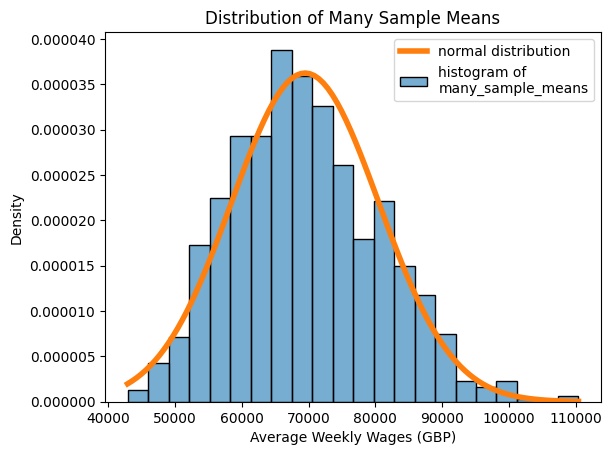 Distribution of Many Sample Means
normal distribution
histogram of
many_sample_means
0.000040
0.000035
0.000030
0.000025
0.000020
0.000015
0.000010
0.000005
0.000000
Density
40000 50000 60000 70000 80000 90000 100000 110000
Average Weekly Wages (GBP)